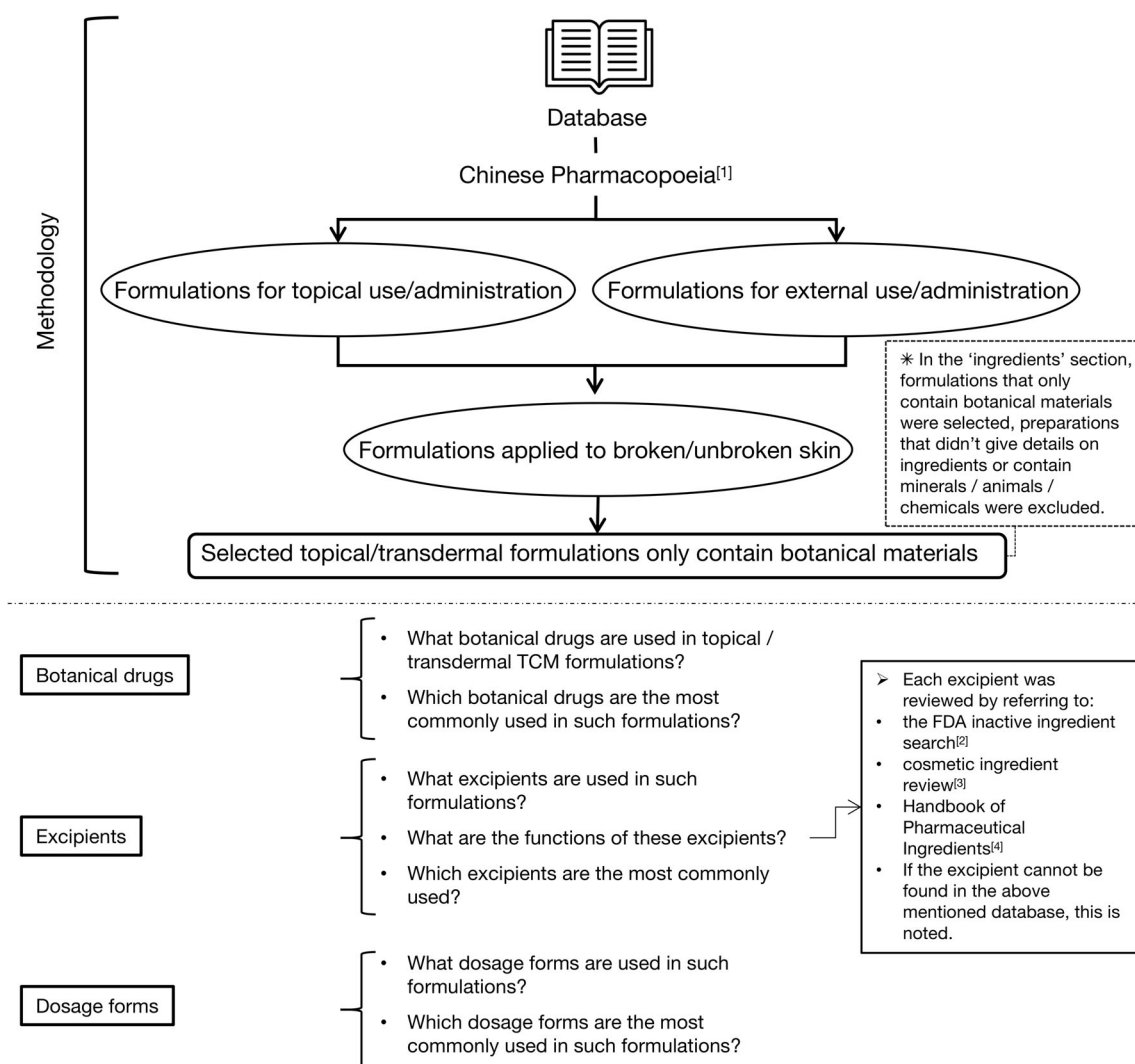 Database
Chinese Pharmacopoeia[1]
Methodology
Formulations for topical use/administration
Formulations for external use/administration
✳ In the ‘ingredients’ section,
formulations that only
contain botanical materials
were selected, preparations
that didn’t give details on
ingredients or contain
minerals / animals /
chemicals were excluded.
Formulations applied to broken/unbroken skin
Selected topical/transdermal formulations only contain botanical materials
Botanical drugs
• What botanical drugs are used in topical /
transdermal TCM formulations?
• Which botanical drugs are the most
commonly used in such formulations?
Excipients
• What excipients are used in such
formulations?
• What are the functions of these excipients?
• Which excipients are the most commonly
used?
➢ Each excipient was
reviewed by referring to:
• the FDA inactive ingredient
search[2]
• cosmetic ingredient
review[3]
• Handbook of
Pharmaceutical
Ingredients[4]
• If the excipient cannot be
found in the above
mentioned database, this is
noted.
Dosage forms
• What dosage forms are used in such
formulations?
• Which dosage forms are the most
commonly used in such formulations?